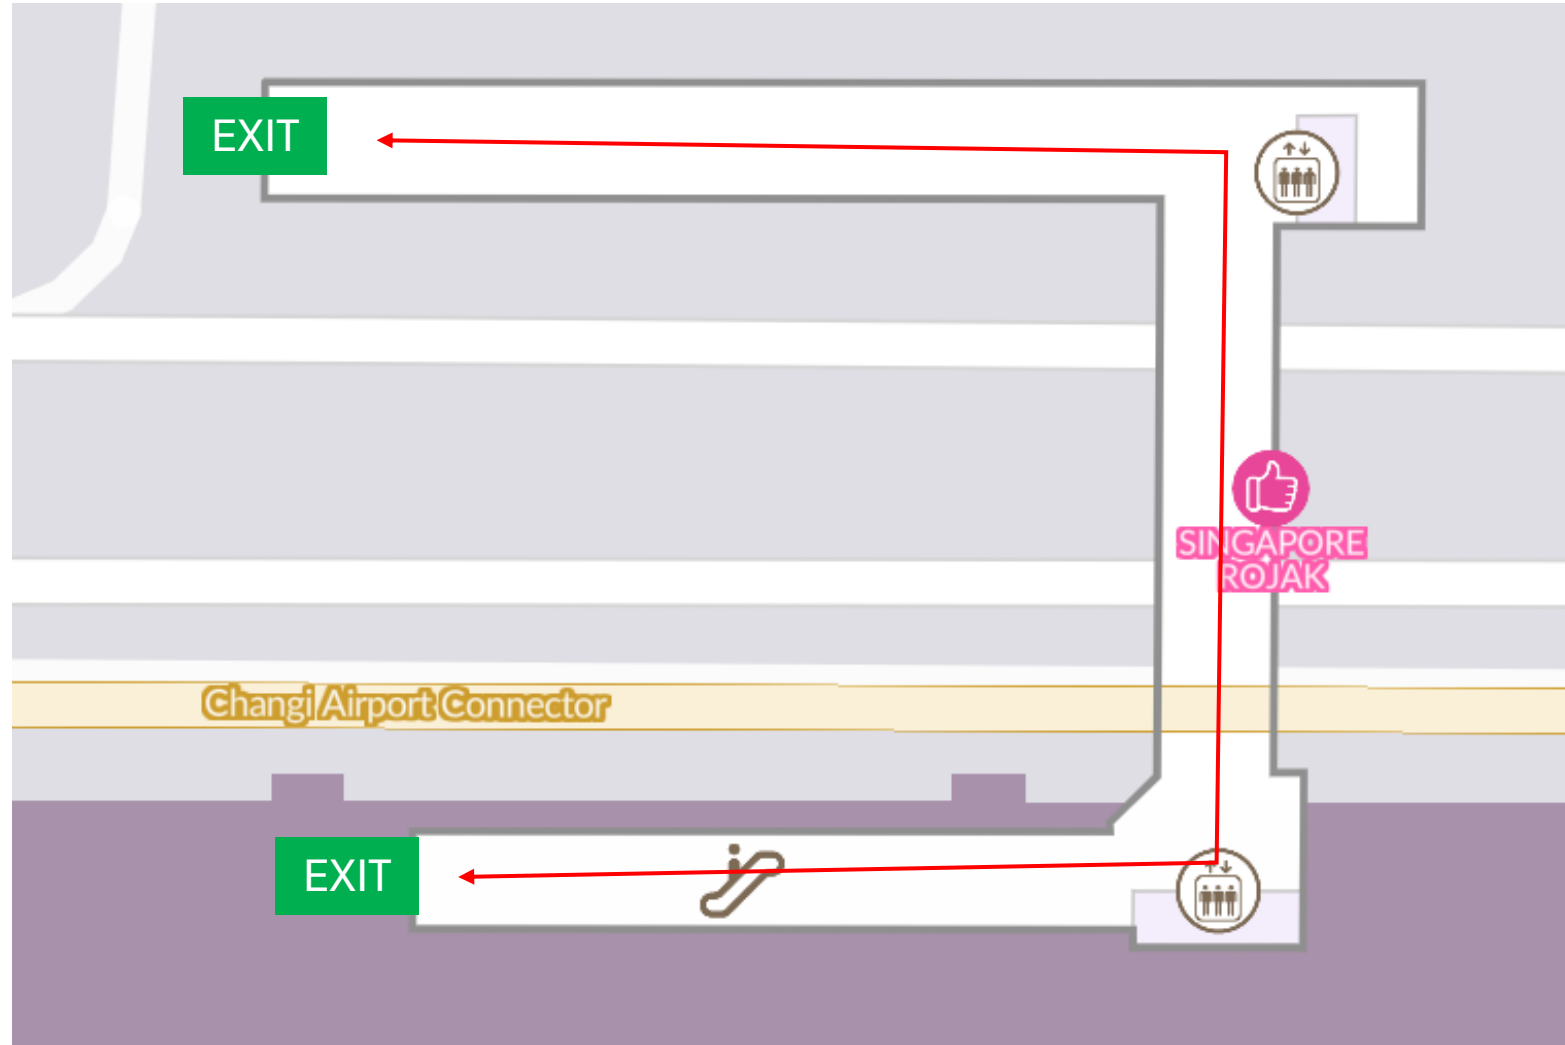 EXIT
SINGAPORE
ROJAK
Changi Airport Connector
EXIT